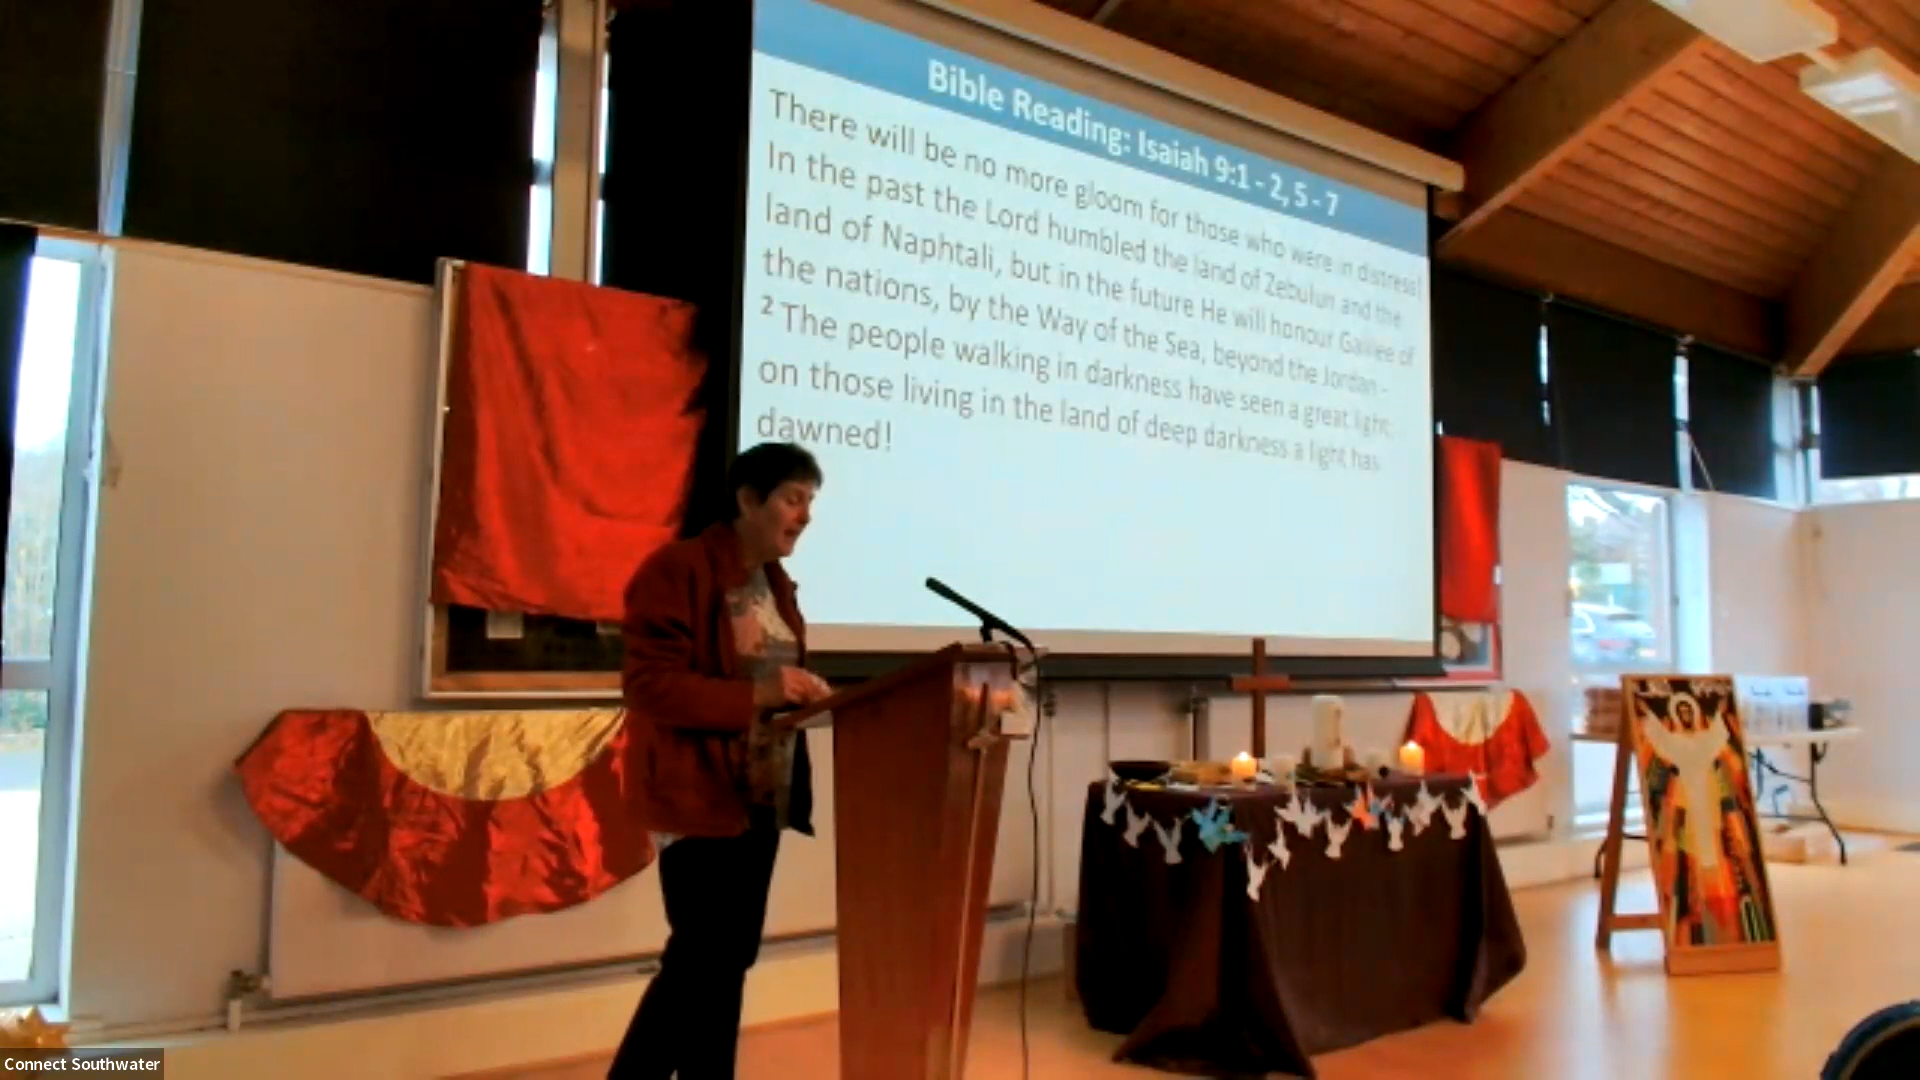 Bible Reading: Isaiah 9:1 - 2, 5 - 7
There will be no more gloom for those who were in distress!
In the past the Lord humbled the land of Zebulun and the
land of Naphtali, but in the future He will honour Galilee of
the nations, by the Way of the Sea, beyond the Jordan -
2 The people walking in darkness have seen a great light;
on those living in the land of deep darkness a light has
dawned!
Connect Southwater